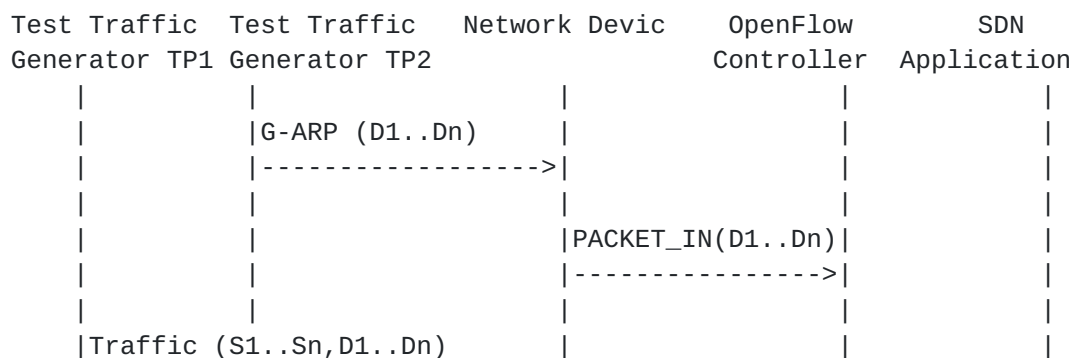 Test Traffic  Test Traffic   Network Devic    OpenFlow        SDN
Generator TP1 Generator TP2                  Controller  Application
    |          |                   |                 |            |
    |          |G-ARP (D1..Dn)     |                 |            |
    |          |------------------>|                 |            |
    |          |                   |                 |            |
    |          |                   |PACKET_IN(D1..Dn)|            |
    |          |                   |---------------->|            |
    |          |                   |                 |            |
    |Traffic (S1..Sn,D1..Dn)       |                 |            |